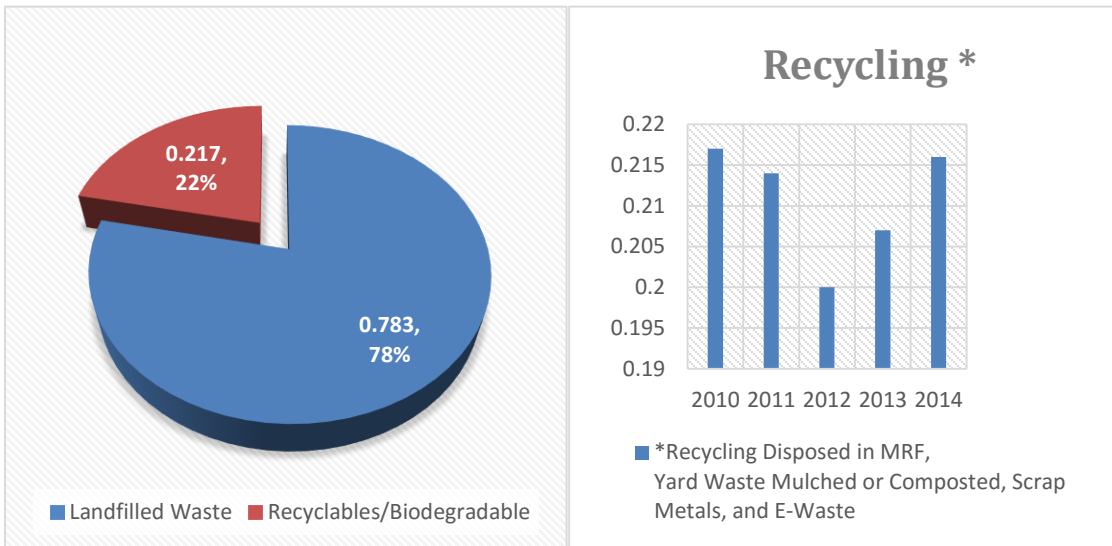 0.217,
22%
0.783,
78%
Landfilled Waste Recyclables/Biodegradable
Recycling *
0.22
0.215
0.21
0.205
0.2
0.195
0.19
2010 2011 2012 2013 2014
*Recycling Disposed in MRF,
Yard Waste Mulched or Composted, Scrap
Metals, and E-Waste